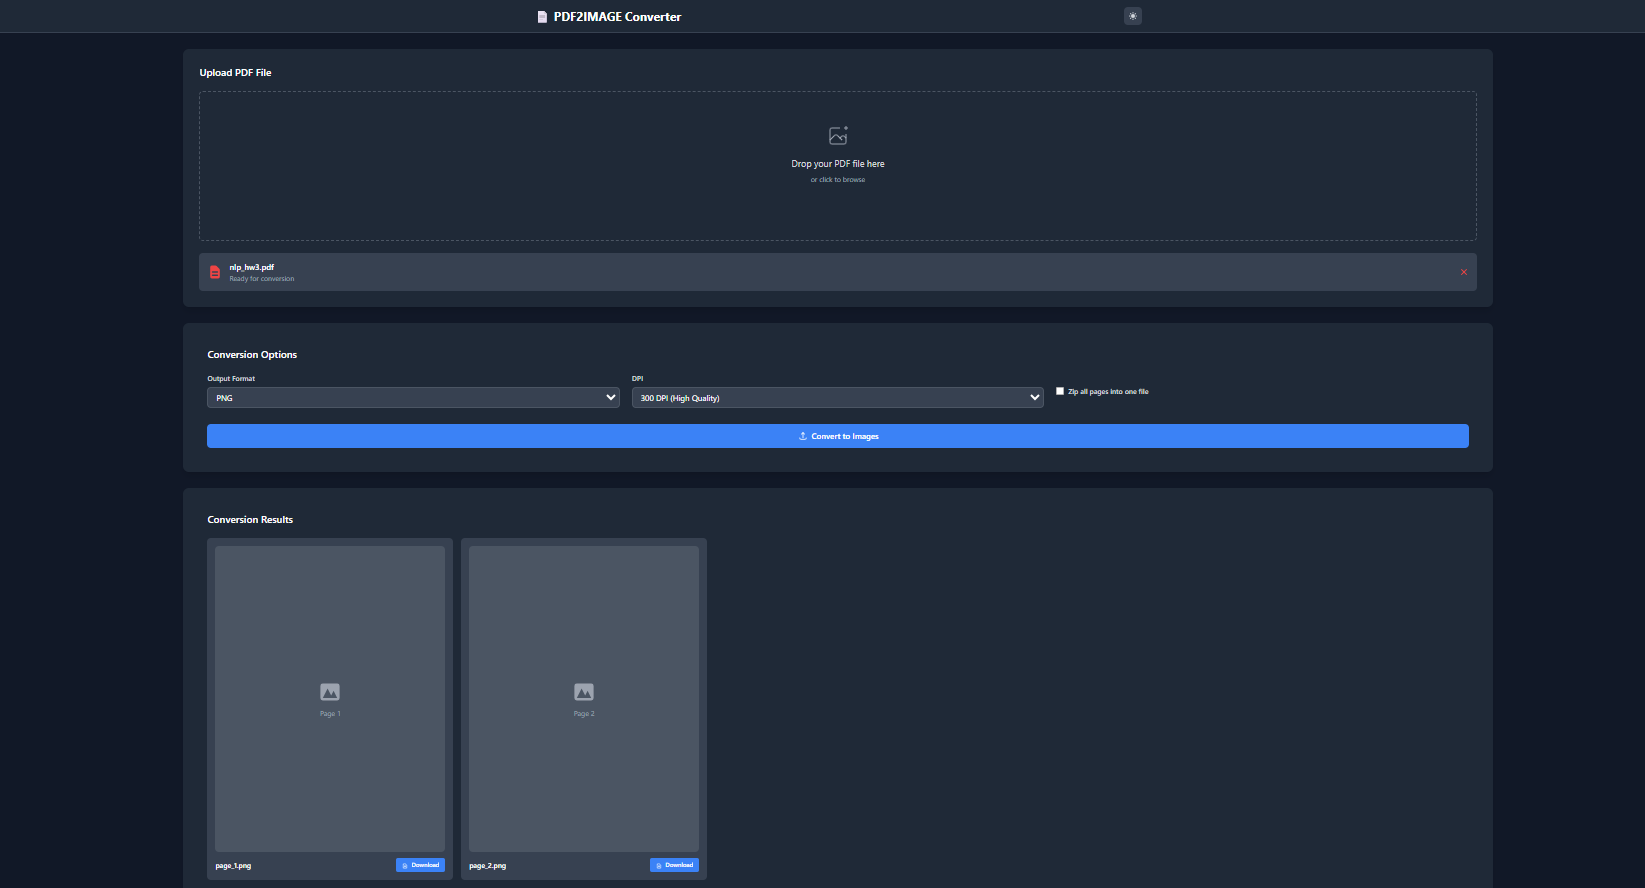 PDF2IMAGE Converter
Upload PDF File
Drop your PDF file here
or click to browse
nlp_hw3.pdf
Ready for conversion
Conversion Options
Output Format
DPI
PNG
300 DPI (High Quality)
Zip all pages into one file
Convert to Images
Conversion Results
Page 1
Page 2
page_1.png
Download
page_2.png
Download